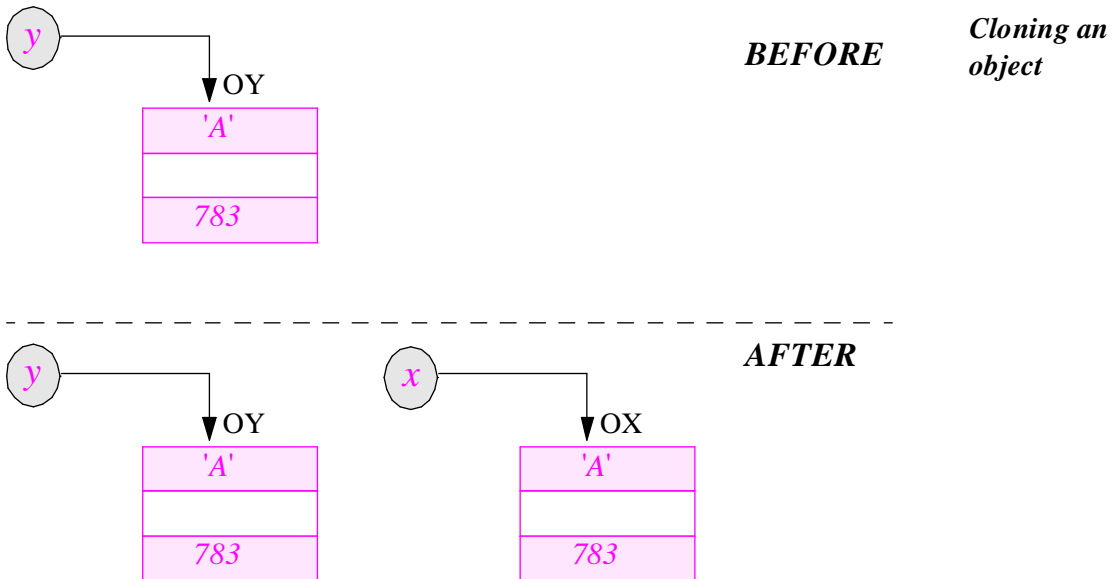 y
BEFORE
Cloning an
object
OY
'A'
783
AFTER
y
x
OY
OX
'A'
'A'
783
783